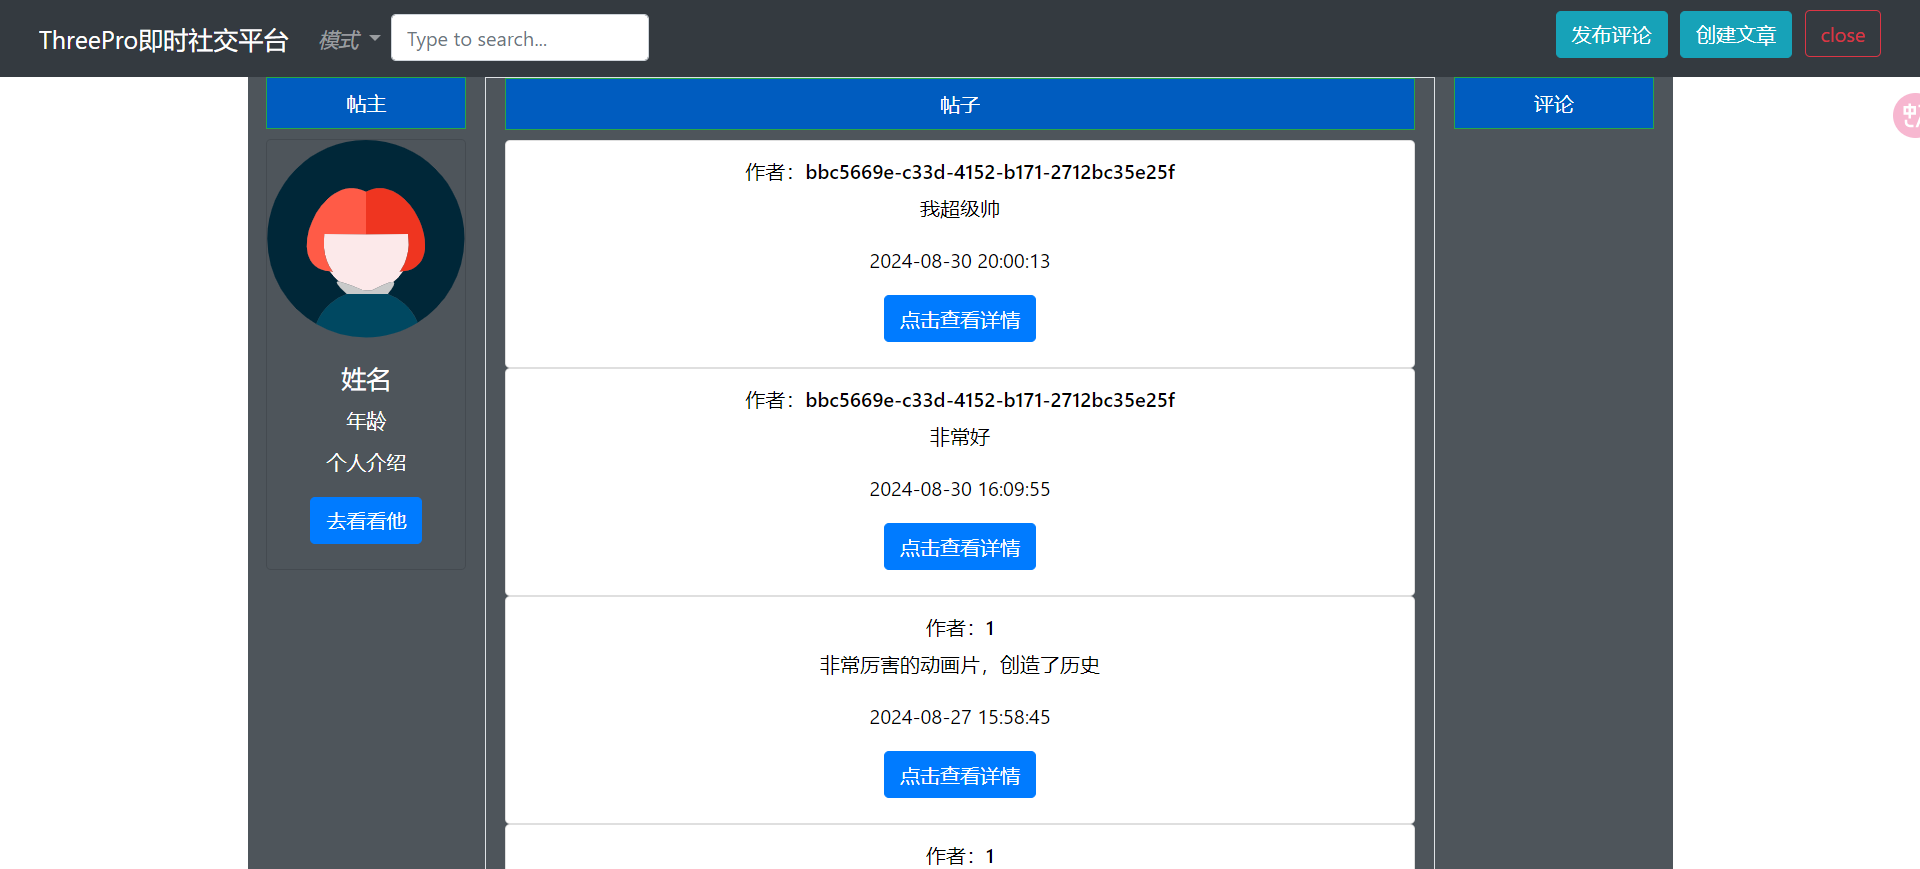 ThreePro即时社交平台 模式 Type to search... 发布评论 创建文章 close
帖主
姓名
年龄
个人介绍
去看看他
帖子
作者：bbc5669e-c33d-4152-b171-2712bc35e25f
我超级帅
2024-08-30 20:00:13
点击查看详情
作者：bbc5669e-c33d-4152-b171-2712bc35e25f
非常好
2024-08-30 16:09:55
点击查看详情
作者：1
非常厉害的动画片，创造了历史
2024-08-27 15:58:45
点击查看详情
作者：1
评论
中